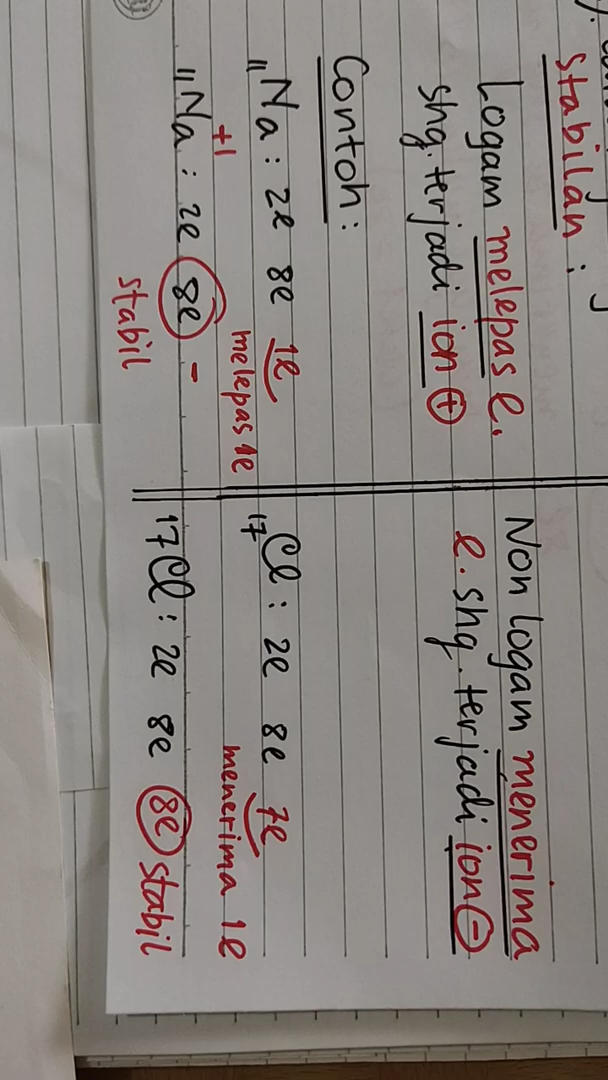 stabilan :
Logam melepas e.
shg. terjadi ion ⊕
Non logam menerima
e. shg. terjadi ion ⊖
Contoh :
₁₁Na : 2e 8e 1e
melepas 1e
₁₁Na⁺¹ : 2e 8e -
stabil
₁₇Cl : 2e 8e 7e
menerima 1e
₁₇Cl : 2e 8e 8e stabil